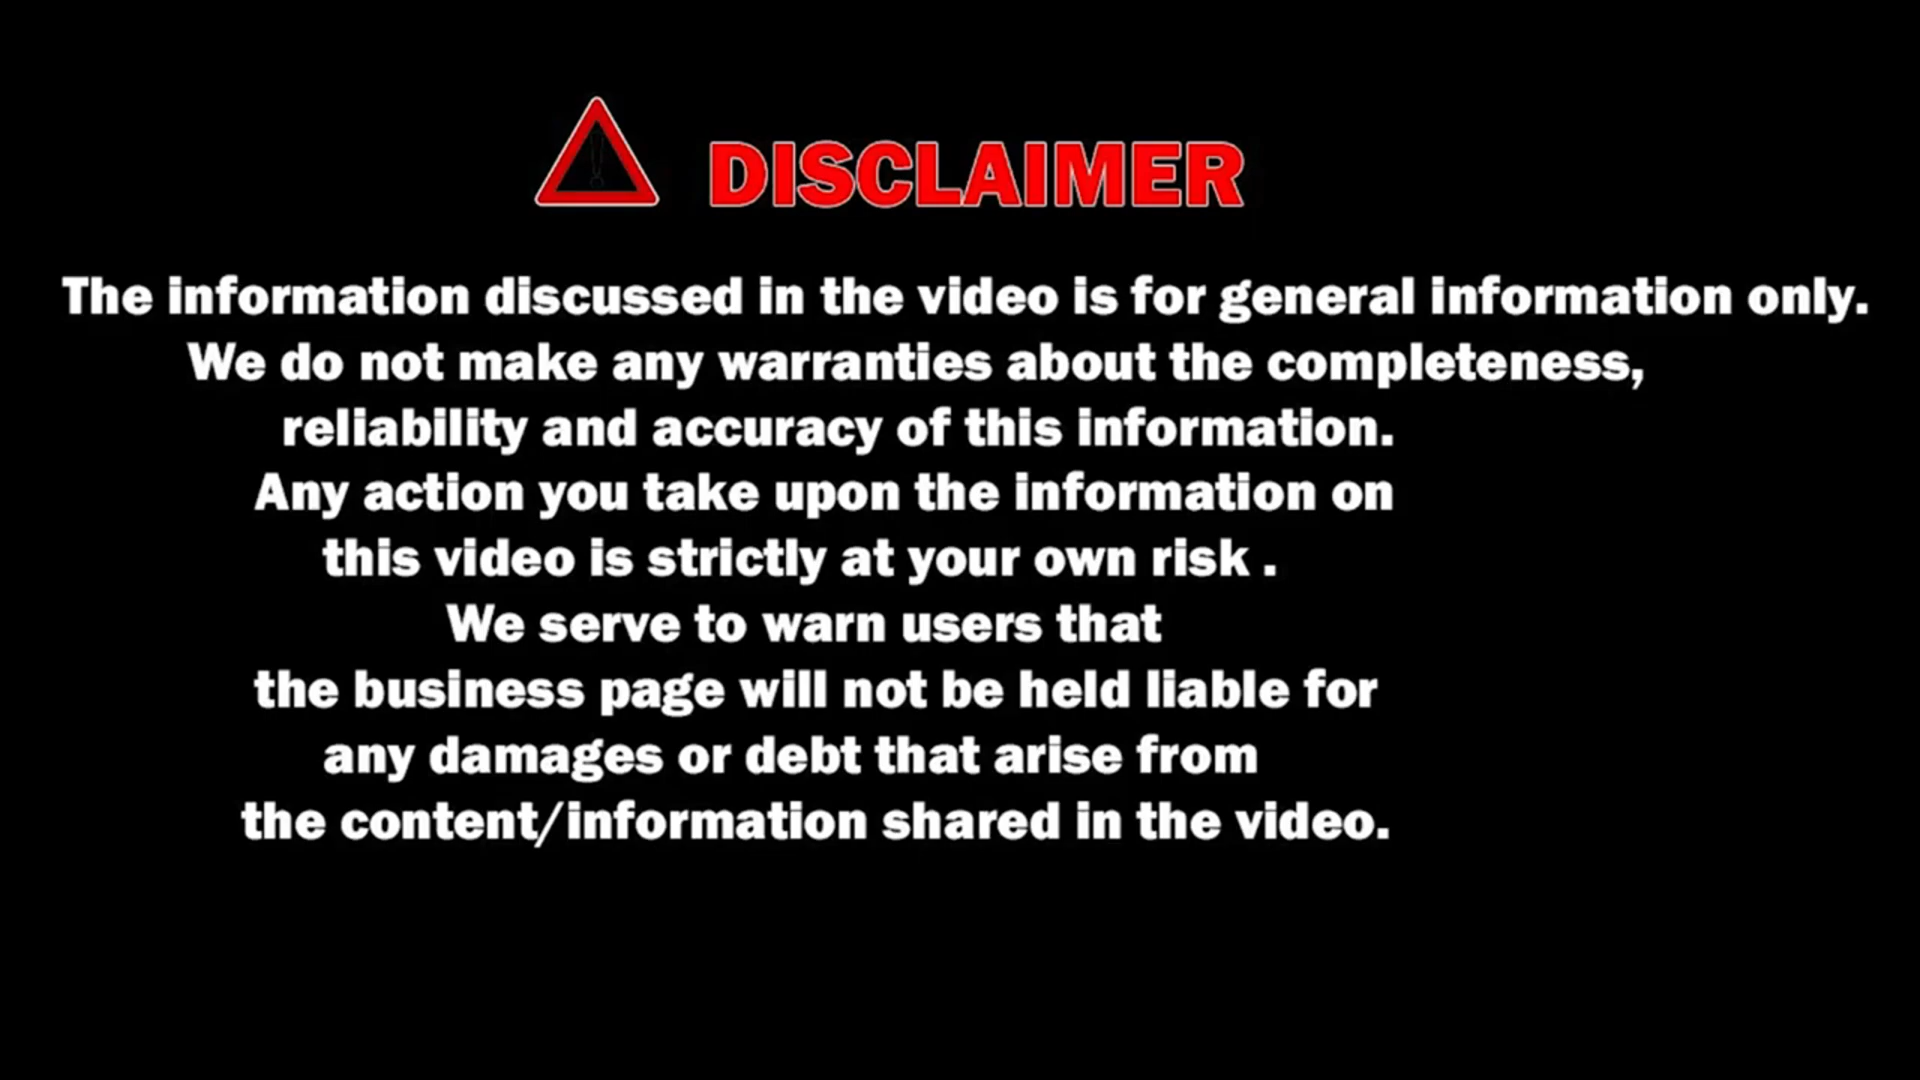 DISCLAIMER
The information discussed in the video is for general information only.
We do not make any warranties about the completeness,
reliability and accuracy of this information.
Any action you take upon the information on
this video is strictly at your own risk .
We serve to warn users that
the business page will not be held liable for
any damages or debt that arise from
the content/information shared in the video.